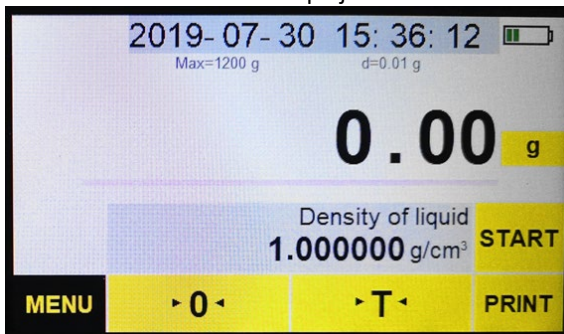 2019-07-30 15:36:12
Max=1200 g d=0.01 g
0.00 g
Density of liquid
1.000000 g/cm³
START
MENU ▸0◂ ▸T◂ PRINT